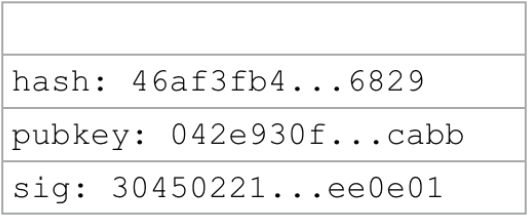 hash: 46af3fb4...6829
pubkey: 042e930f...cabb
sig: 30450221...ee0e01